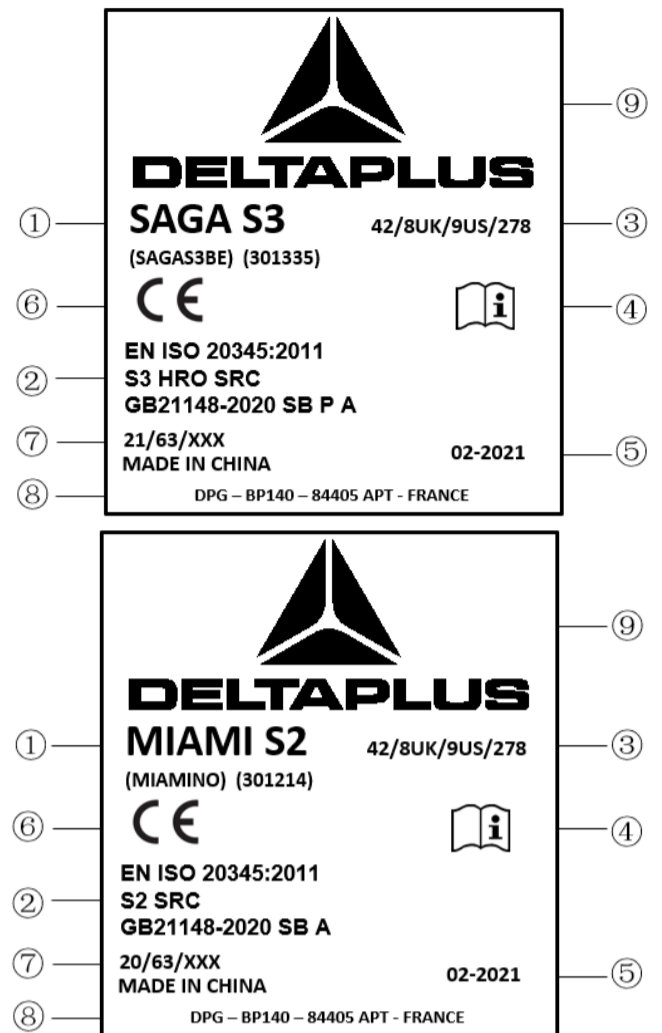 DELTAPLUS
⑨
① SAGA S3 42/8UK/9US/278 ③
(SAGAS3BE) (301335)
⑥ CE i ④
EN ISO 20345:2011
② S3 HRO SRC
GB21148-2020 SB P A
⑦ 21/63/XXX
MADE IN CHINA 02-2021 ⑤
⑧ DPG – BP140 – 84405 APT - FRANCE
⑨
DELTAPLUS
① MIAMI S2 42/8UK/9US/278 ③
(MIAMINO) (301214)
⑥ CE i ④
EN ISO 20345:2011
② S2 SRC
GB21148-2020 SB A
⑦ 20/63/XXX
MADE IN CHINA 02-2021 ⑤
⑧ DPG – BP140 – 84405 APT - FRANCE